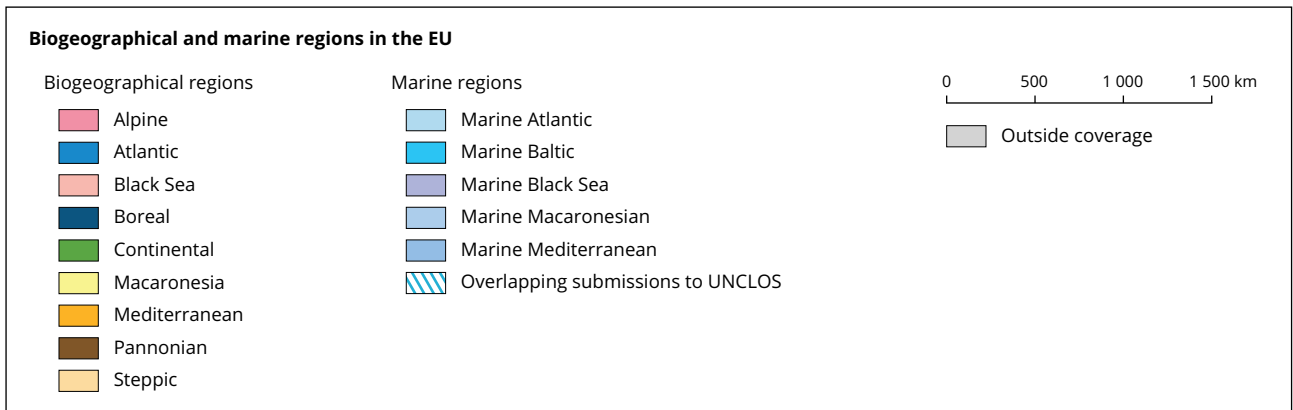 Biogeographical and marine regions in the EU
Biogeographical regions
Alpine
Atlantic
Black Sea
Boreal
Continental
Macaronesia
Mediterranean
Pannonian
Steppic
Marine regions
Marine Atlantic
Marine Baltic
Marine Black Sea
Marine Macaronesian
Marine Mediterranean
Overlapping submissions to UNCLOS
0 500 1 000 1 500 km
Outside coverage